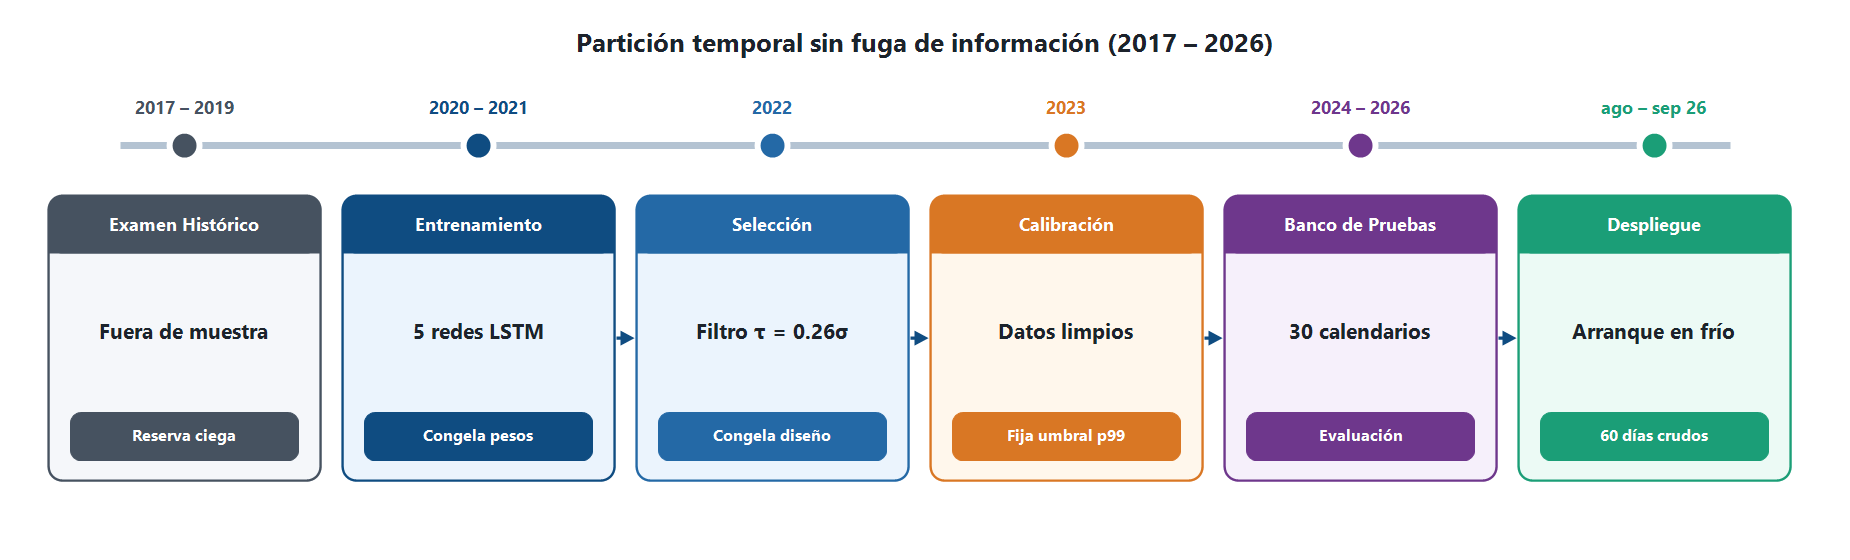 Partición temporal sin fuga de información (2017 – 2026)
2017 – 2019
2020 – 2021
2022
2023
2024 – 2026
ago – sep 26
Examen Histórico
Entrenamiento
Selección
Calibración
Banco de Pruebas
Despliegue
Fuera de muestra
5 redes LSTM
Filtro τ = 0.26σ
Datos limpios
30 calendarios
Arranque en frío
Reserva ciega
Congela pesos
Congela diseño
Fija umbral p99
Evaluación
60 días crudos